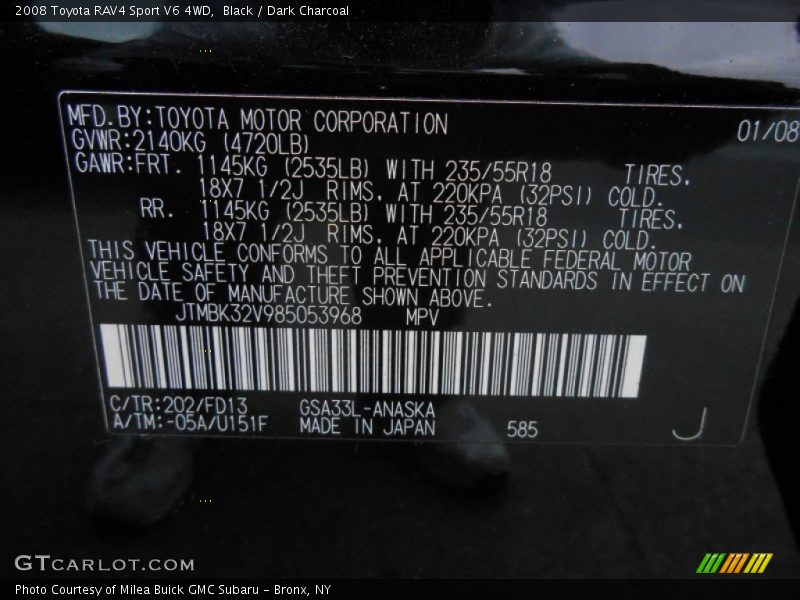 2008 Toyota RAV4 Sport V6 4WD,  Black / Dark Charcoal
MFD.BY:TOYOTA MOTOR CORPORATION 01/08
GVWR:2140KG (4720LB)
GAWR:FRT. 1145KG (2535LB) WITH 235/55R18 TIRES,
18X7 1/2J RIMS, AT 220KPA (32PSI) COLD.
RR. 1145KG (2535LB) WITH 235/55R18 TIRES,
18X7 1/2J RIMS, AT 220KPA (32PSI) COLD.
THIS VEHICLE CONFORMS TO ALL APPLICABLE FEDERAL MOTOR
VEHICLE SAFETY AND THEFT PREVENTION STANDARDS IN EFFECT ON
THE DATE OF MANUFACTURE SHOWN ABOVE.
JTMBK32V985053968 MPV
C/TR:202/FD13 GSA33L-ANASKA
A/TM:-05A/U151F MADE IN JAPAN 585 J
GTCARLOT.COM
Photo Courtesy of Milea Buick GMC Subaru - Bronx, NY